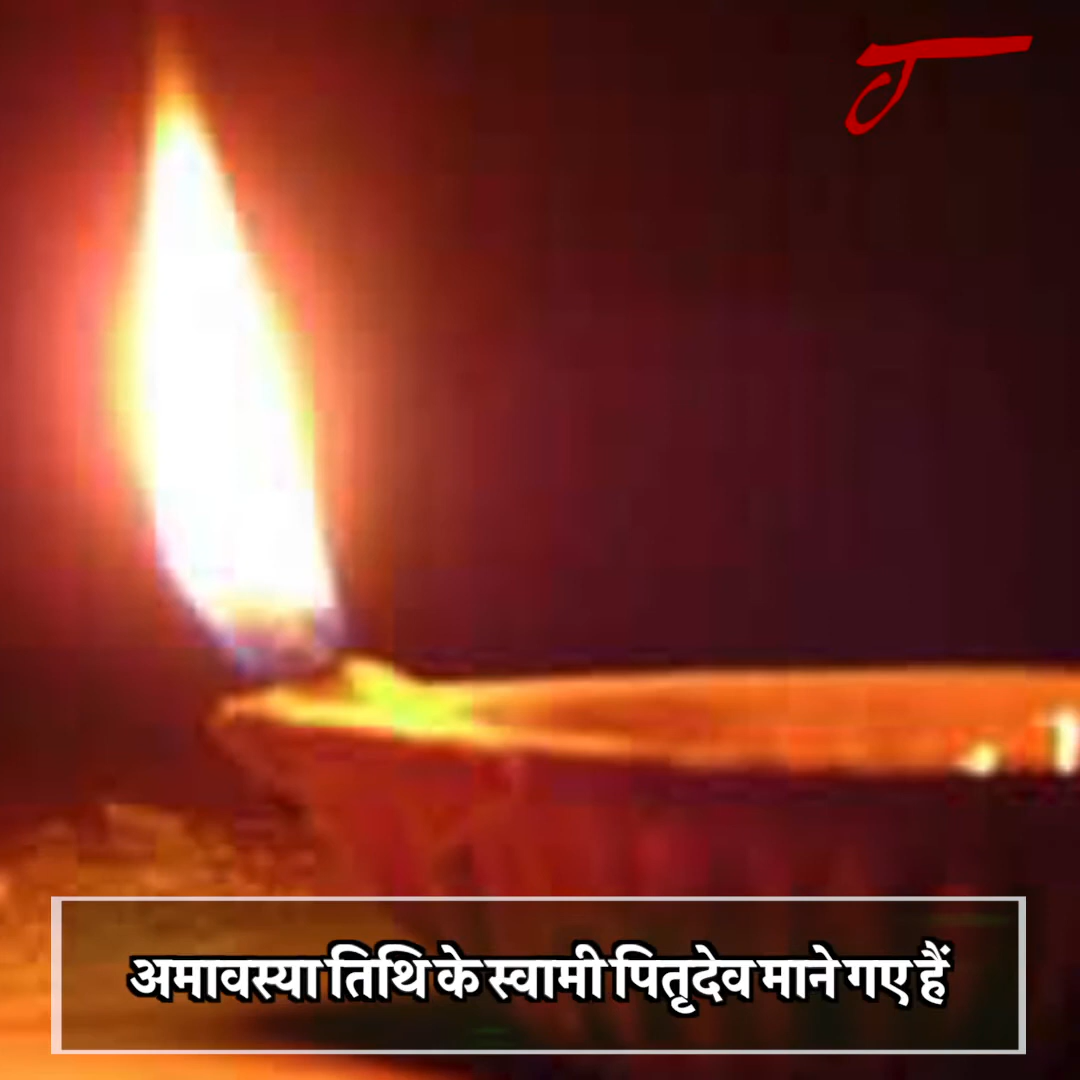 अमावस्या तिथि के स्वामी पितृदेव माने गए हैं